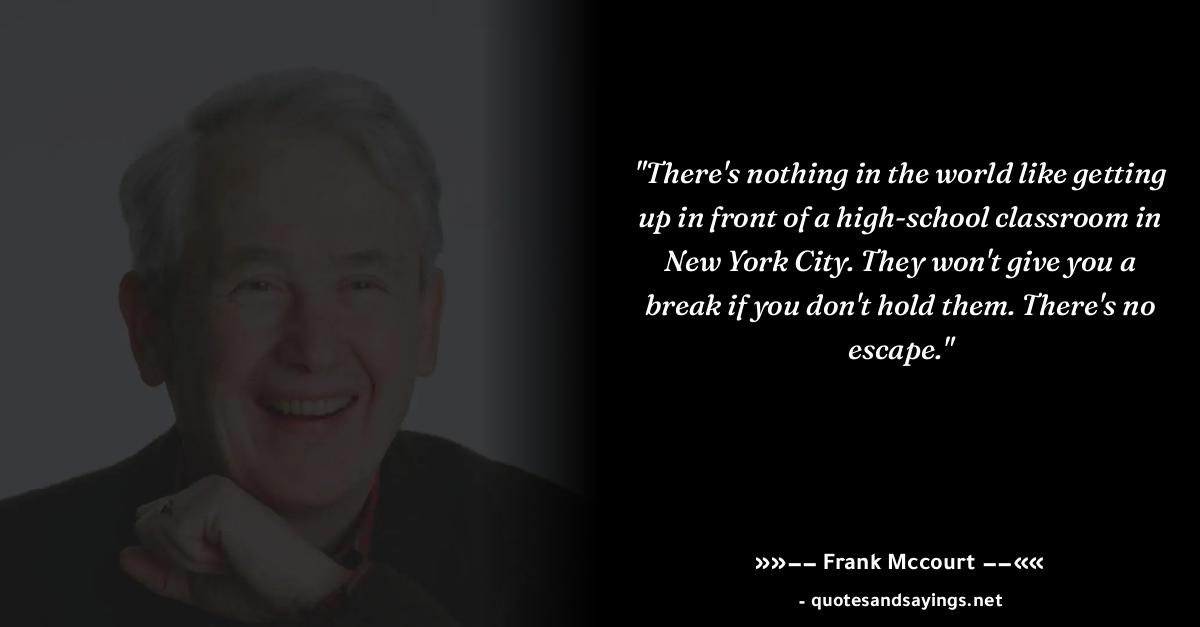 "There's nothing in the world like getting
up in front of a high-school classroom in
New York City. They won't give you a
break if you don't hold them. There's no
escape."
»»–– Frank Mccourt ––««
- quotesandsayings.net